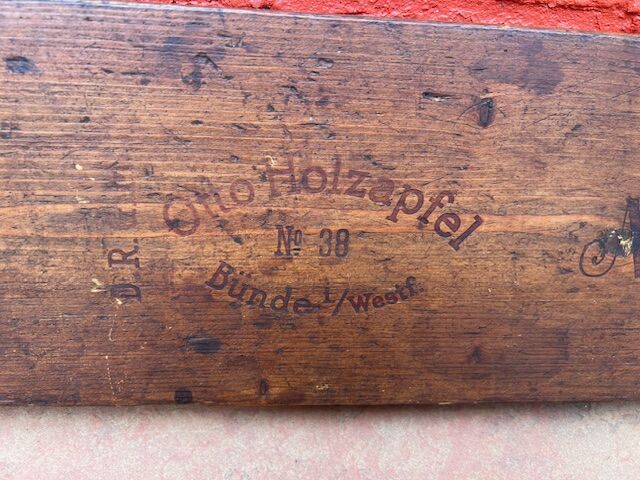 Otto Holzapfel
№ 38
Bünde i/Westf.
D.R.